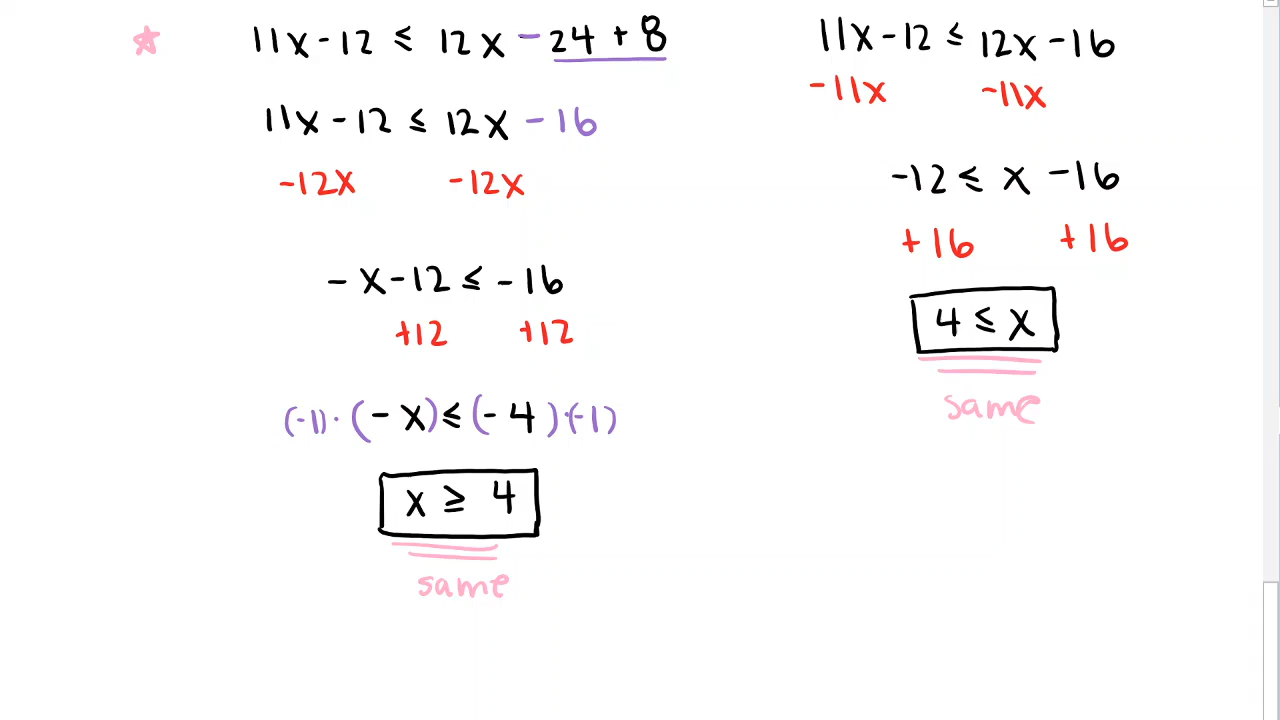 11x - 12 ≤ 12x - 24 + 8
11x - 12 ≤ 12x - 16
-12x -12x
- x - 12 ≤ - 16
+12 +12
(-1) · (- x) ≤ (- 4) · (-1)
x ≥ 4
same
11x - 12 ≤ 12x - 16
-11x -11x
-12 ≤ x - 16
+ 16 + 16
4 ≤ x
same